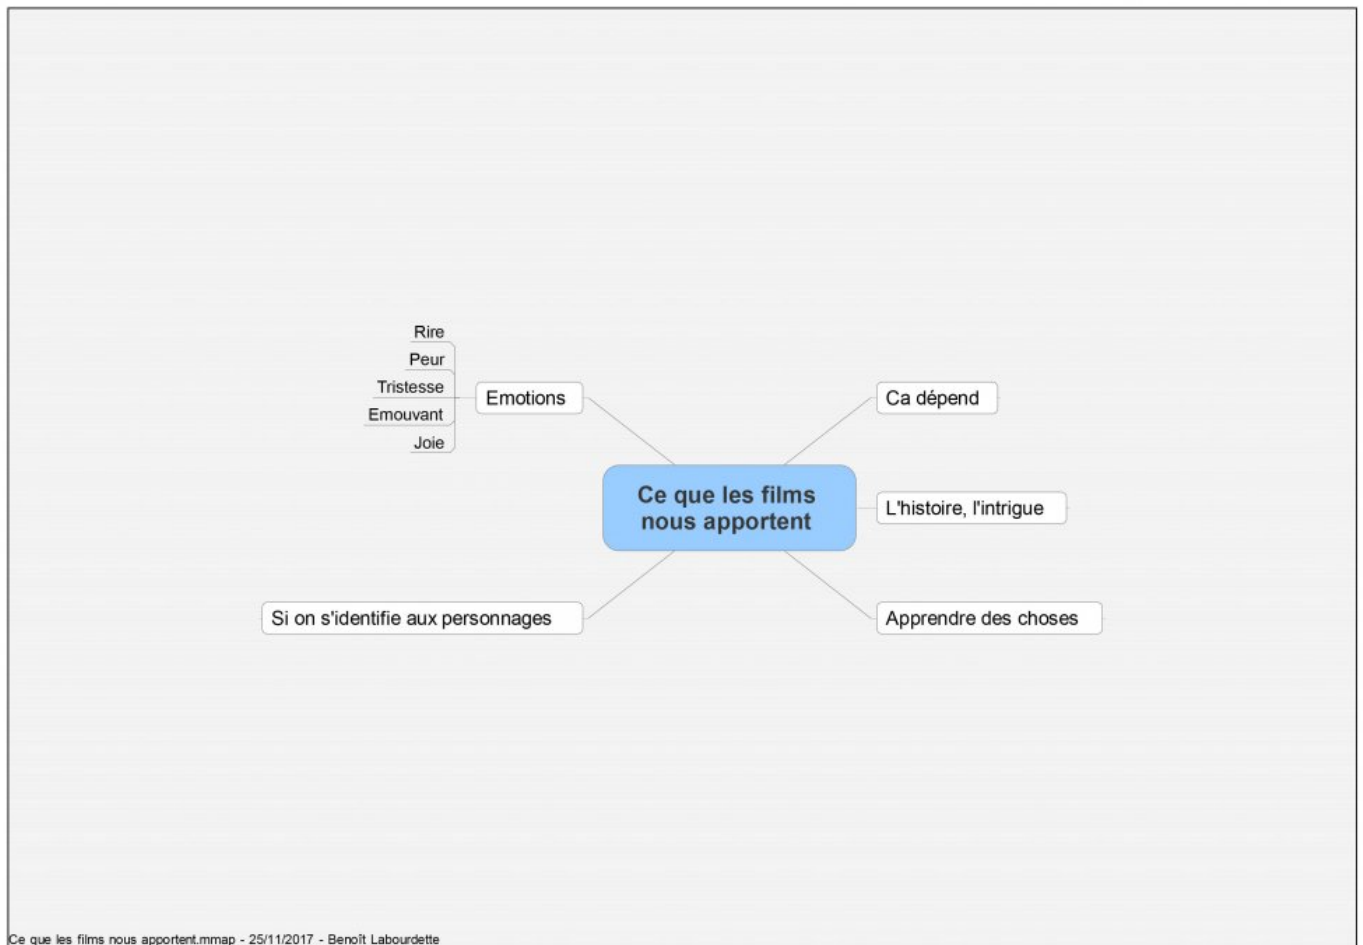 Rire
Peur
Tristesse
Emouvant
Joie
Emotions
Ca dépend
Ce que les films
nous apportent
L'histoire, l'intrigue
Si on s'identifie aux personnages
Apprendre des choses
Ce que les films nous apportent.mmap - 25/11/2017 - Benoît Labourdette